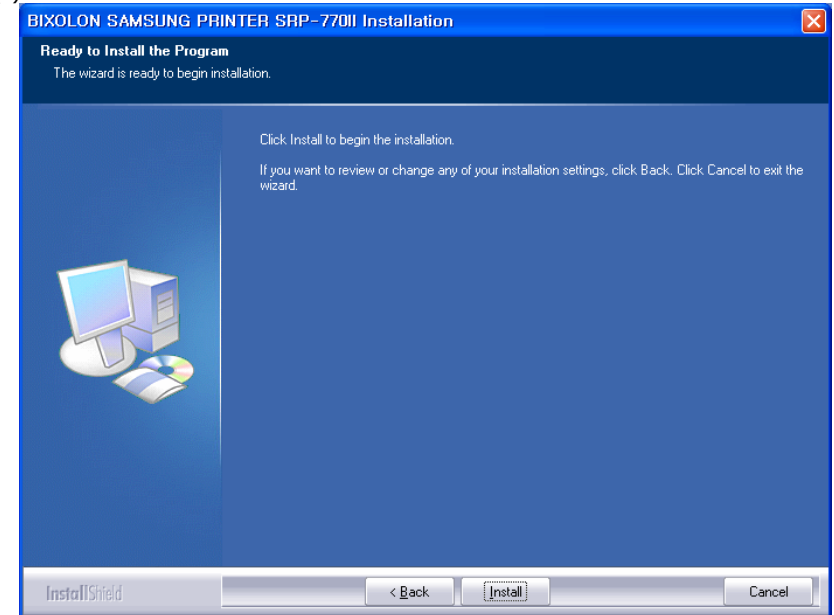 )
BIXOLON SAMSUNG PRINTER SRP-770II Installation
Ready to Install the Program
The wizard is ready to begin installation.
Click Install to begin the installation.
If you want to review or change any of your installation settings, click Back. Click Cancel to exit the
wizard.
InstallShield
< Back
Install
Cancel